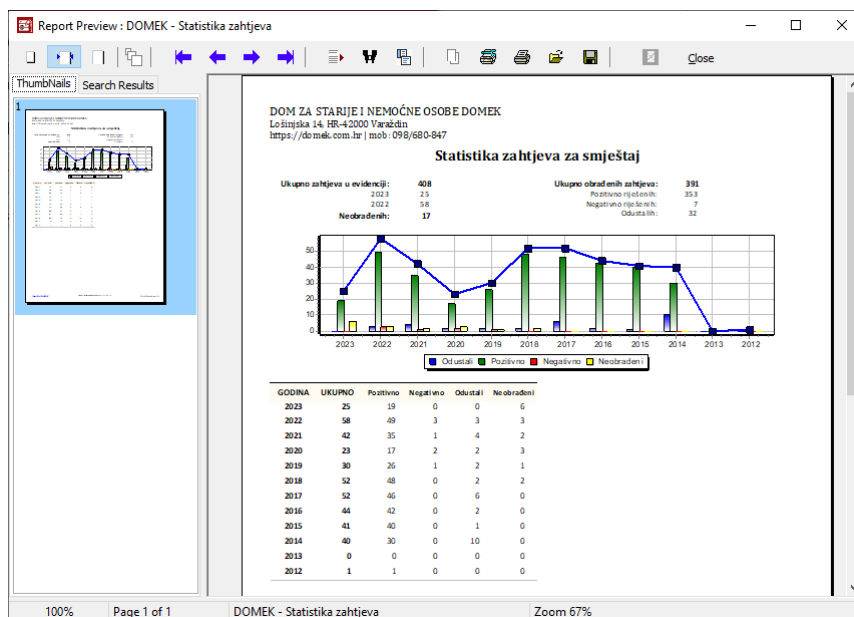 Report Preview : DOMEK - Statistika zahtjeva
Close
ThumbNails Search Results
1
DOM ZA STARIJE I NEMOĆNE OSOBE DOMEK
Lošinjska 14, HR-42000 Varaždin
https://domek.com.hr | mob: 098/680-847
Statistika zahtjeva za smještaj
Ukupno zahtjeva u evidenciji: 408 Ukupno obrađenih zahtjeva: 391
2023 25 Pozitivno riješenih: 353
2022 58 Negativno riješenih: 7
Neobrađenih: 17 Odustalih: 32
50
40
30
20
10
0
2023 2022 2021 2020 2019 2018 2017 2016 2015 2014 2013 2012
Odustali Pozitivno Negativno Neobrađeni
GODINA UKUPNO Pozitivno Negativno Odustali Neobrađeni
2023 25 19 0 0 6
2022 58 49 3 3 3
2021 42 35 1 4 2
2020 23 17 2 2 3
2019 30 26 1 2 1
2018 52 48 0 2 2
2017 52 46 0 6 0
2016 44 42 0 2 0
2015 41 40 0 1 0
2014 40 30 0 10 0
2013 0 0 0 0 0
2012 1 1 0 0 0
100% Page 1 of 1 DOMEK - Statistika zahtjeva Zoom 67%